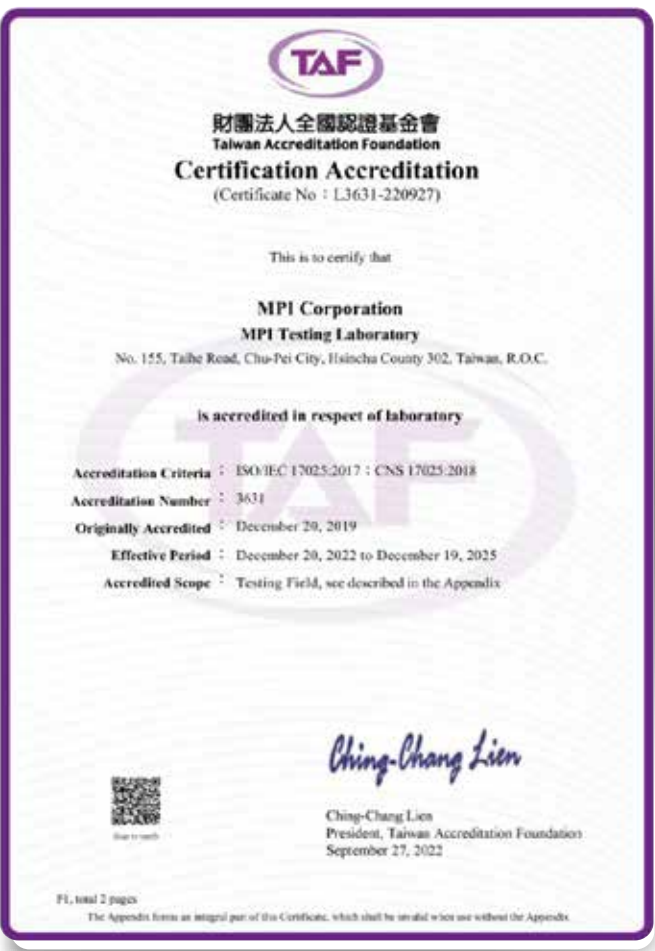 TAF
財團法人全國認證基金會
Taiwan Accreditation Foundation
Certification Accreditation
(Certificate No : L3631-220927)
This is to certify that
MPI Corporation
MPI Testing Laboratory
No. 155, Taihe Road, Chu-Pei City, Hsinchu County 302, Taiwan, R.O.C.
is accredited in respect of laboratory
Accreditation Criteria : ISO/IEC 17025:2017 ; CNS 17025:2018
Accreditation Number : 3631
Originally Accredited : December 20, 2019
Effective Period : December 20, 2022 to December 19, 2025
Accredited Scope : Testing Field, see described in the Appendix
Ching-Chang Lien
Ching-Chang Lien
President, Taiwan Accreditation Foundation
September 27, 2022
P1, total 2 pages
The Appendix forms an integral part of this Certificate, which shall be invalid when use without the Appendix